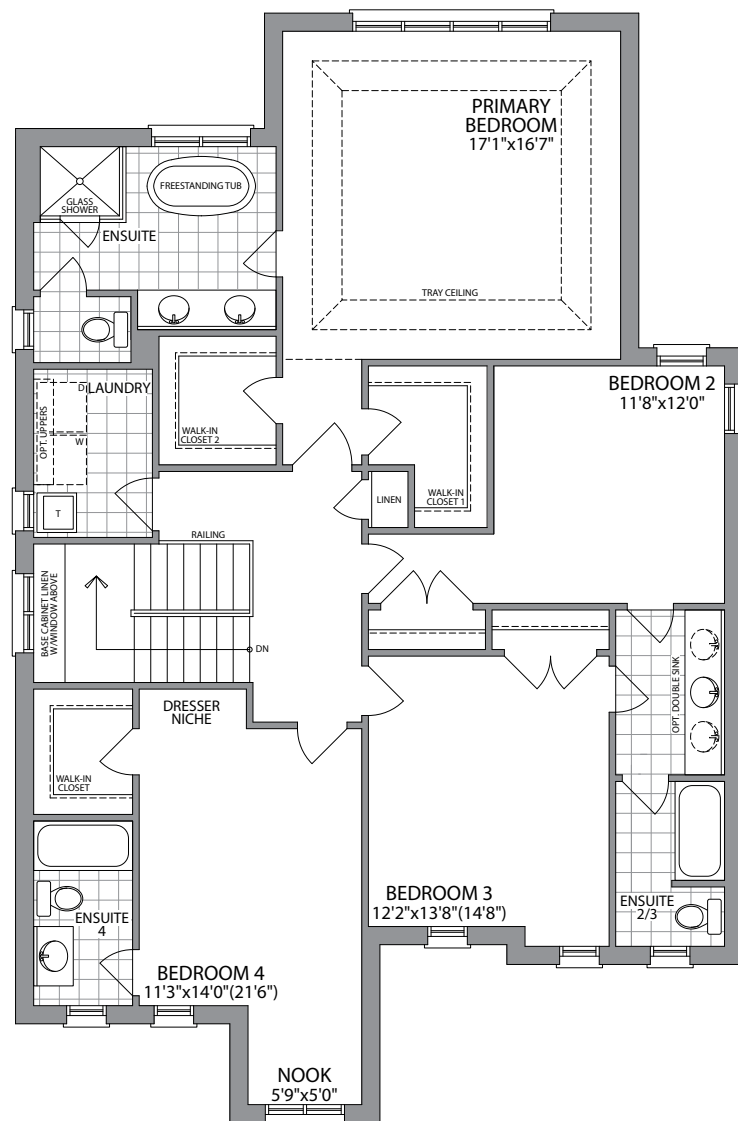 PRIMARY
BEDROOM
17'1"x16'7"
FREESTANDING TUB
GLASS
SHOWER
ENSUITE
TRAY CEILING
BEDROOM 2
11'8"x12'0"
D
LAUNDRY
OPT. UPPERS
W
T
WALK-IN
CLOSET 2
WALK-IN
CLOSET 1
LINEN
RAILING
BASE CABINET LINEN
W/WINDOW ABOVE
DN
OPT. DOUBLE SINK
DRESSER
NICHE
WALK-IN
CLOSET
BEDROOM 3
12'2"x13'8"(14'8")
ENSUITE
2/3
ENSUITE
4
BEDROOM 4
11'3"x14'0"(21'6")
NOOK
5'9"x5'0"